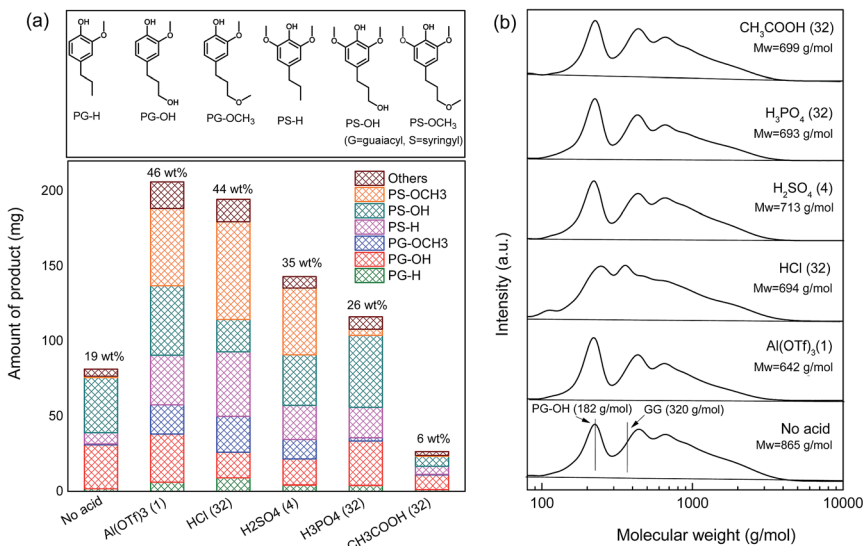 (a)
OH
O
PG-H
OH
O
OH
PG-OH
OH
O
O
PG-OCH₃
OH
O
O
PS-H
OH
O
O
OH
PS-OH
OH
O
O
O
PS-OCH₃
(G=guaiacyl, S=syringyl)
Amount of product (mg)
200
150
100
50
0
19 wt%
46 wt%
44 wt%
35 wt%
26 wt%
6 wt%
Others
PS-OCH3
PS-OH
PS-H
PG-OCH3
PG-OH
PG-H
No acid
Al(OTf)3 (1)
HCl (32)
H2SO4 (4)
H3PO4 (32)
CH3COOH (32)
(b)
Intensity (a.u.)
CH₃COOH (32)
Mw=699 g/mol
H₃PO₄ (32)
Mw=693 g/mol
H₂SO₄ (4)
Mw=713 g/mol
HCl (32)
Mw=694 g/mol
Al(OTf)₃(1)
Mw=642 g/mol
PG-OH (182 g/mol)
GG (320 g/mol)
No acid
Mw=865 g/mol
100
1000
10000
Molecular weight (g/mol)